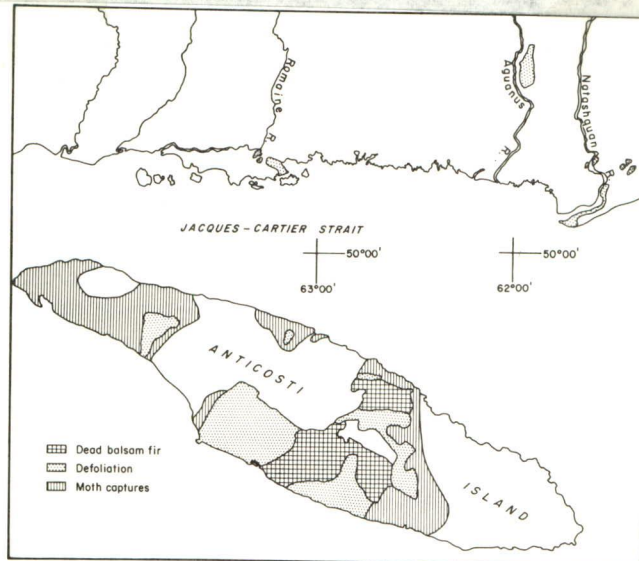 Romaine R.
Aguanus R.
Natashquan
JACQUES-CARTIER STRAIT
50°00'
50°00'
63°00'
62°00'
ANTICOSTI
ISLAND
Dead balsam fir
Defoliation
Moth captures